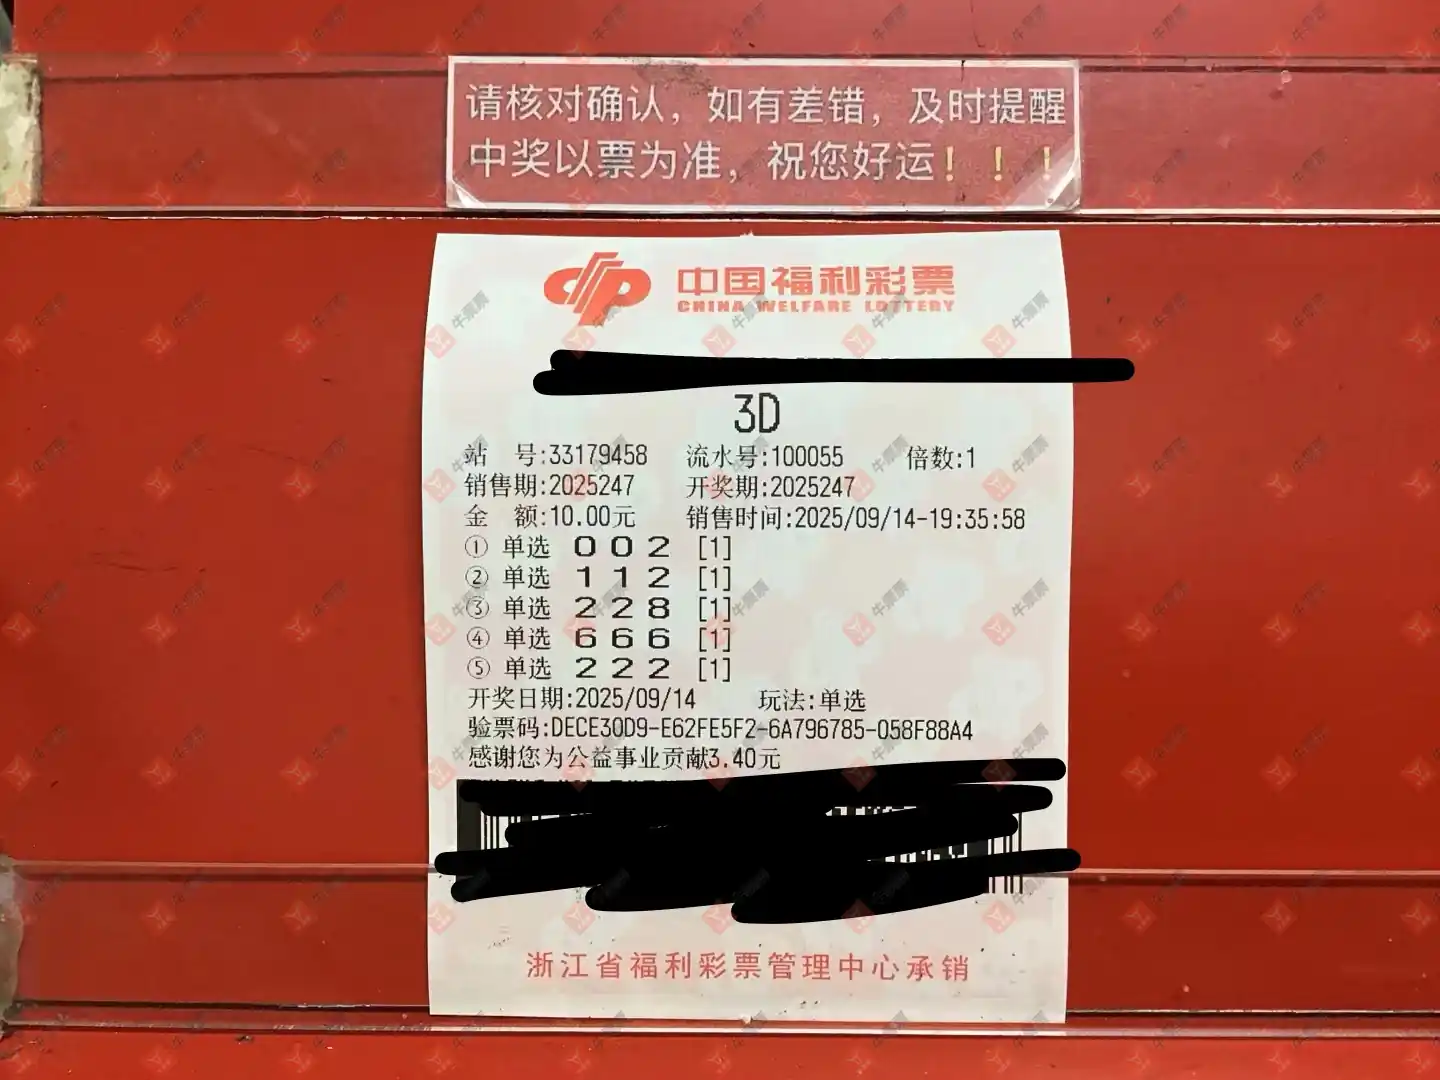 请核对确认，如有差错，及时提醒
中奖以票为准，祝您好运！！！
中国福利彩票
CHINA WELFARE LOTTERY
3D
站 号:33179458 流水号:100055 倍数:1
销售期:2025247 开奖期:2025247
金 额:10.00元 销售时间:2025/09/14-19:35:58
① 单选 0 0 2 [1]
② 单选 1 1 2 [1]
③ 单选 2 2 8 [1]
④ 单选 6 6 6 [1]
⑤ 单选 2 2 2 [1]
开奖日期:2025/09/14 玩法:单选
验票码:DECE30D9-E62FE5F2-6A796785-058F88A4
感谢您为公益事业贡献3.40元
浙江省福利彩票管理中心承销
牛票票